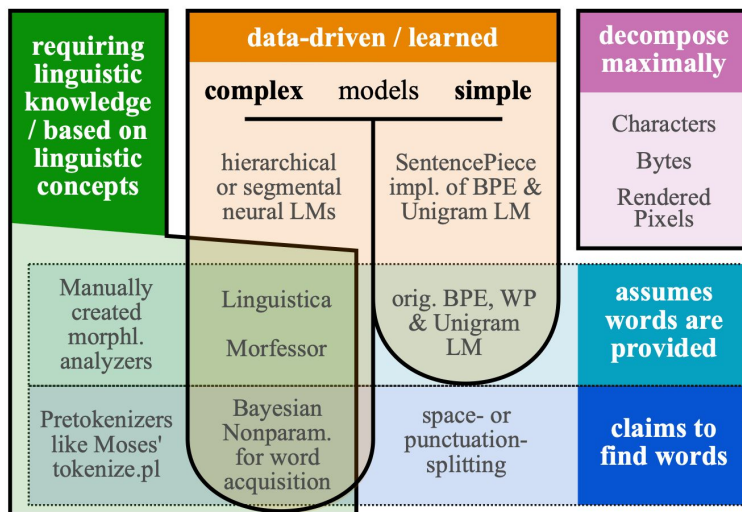 requiring
linguistic
knowledge
/ based on
linguistic
concepts
data-driven / learned
complex models simple
hierarchical
or segmental
neural LMs
SentencePiece
impl. of BPE &
Unigram LM
decompose
maximally
Characters
Bytes
Rendered
Pixels
Manually
created
morphl.
analyzers
Linguistica
Morfessor
orig. BPE, WP
& Unigram
LM
assumes
words are
provided
Pretokenizers
like Moses'
tokenize.pl
Bayesian
Nonparam.
for word
acquisition
space- or
punctuation-
splitting
claims to
find words